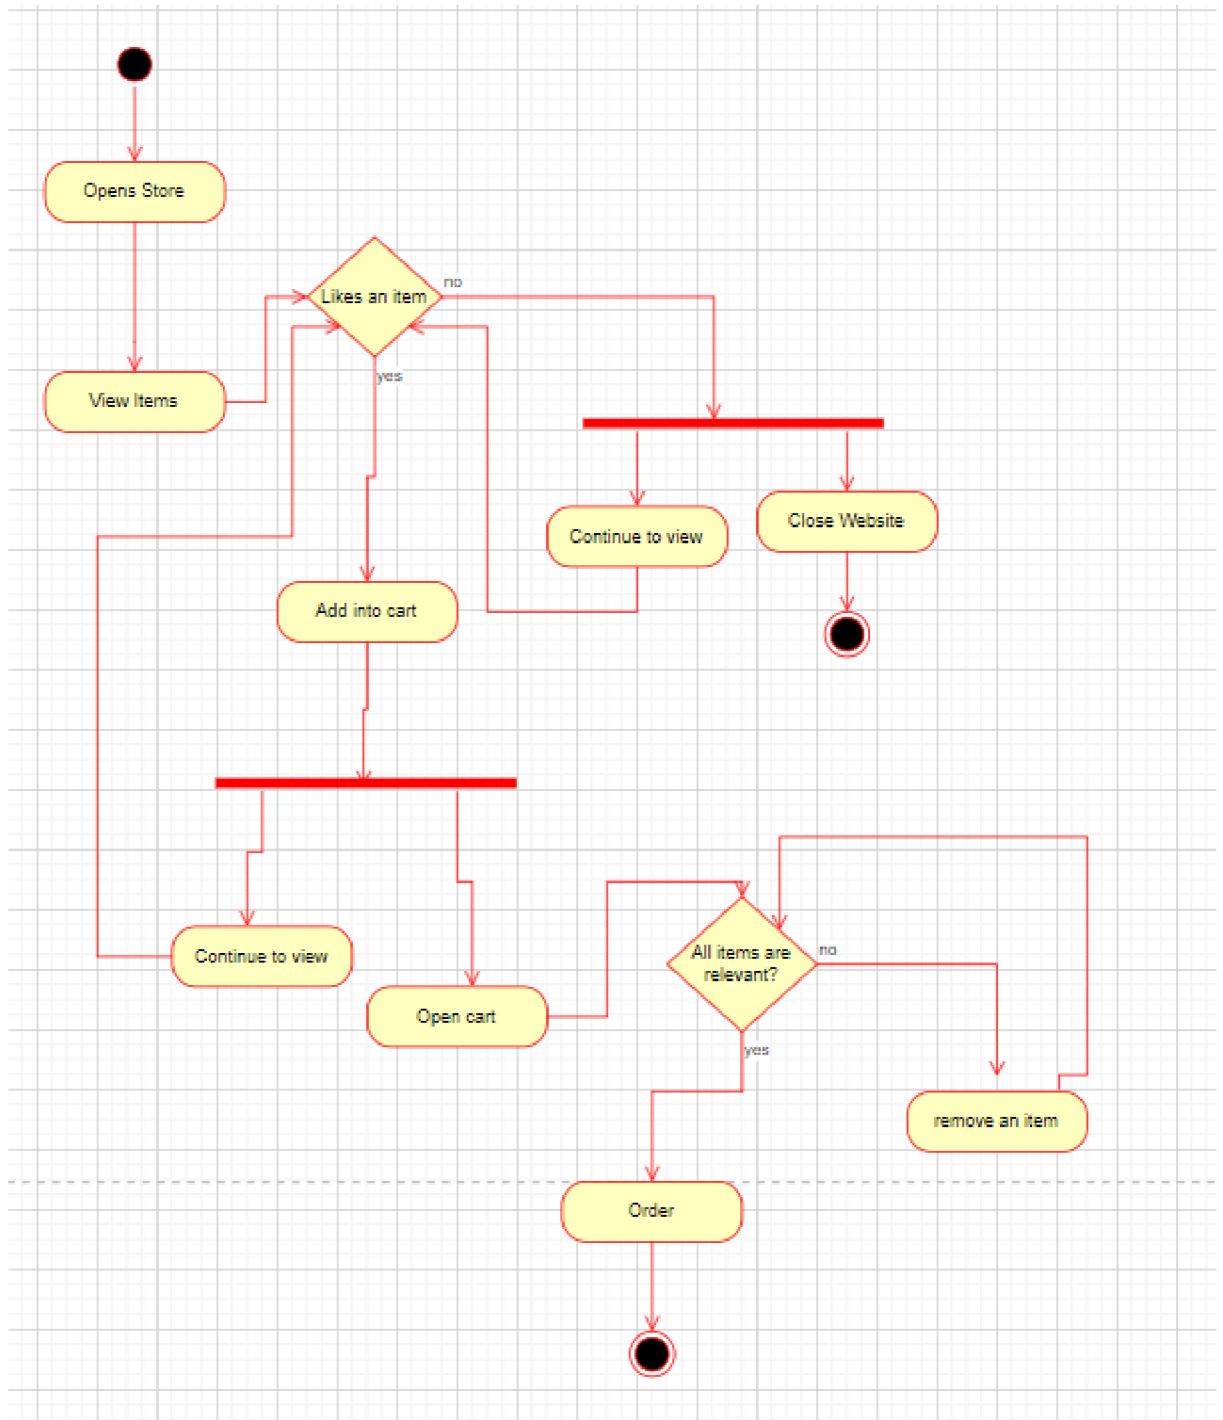 Opens Store
Likes an item
no
View Items
yes
Continue to view
Close Website
Add into cart
Continue to view
Open cart
All items are
relevant?
no
yes
remove an item
Order